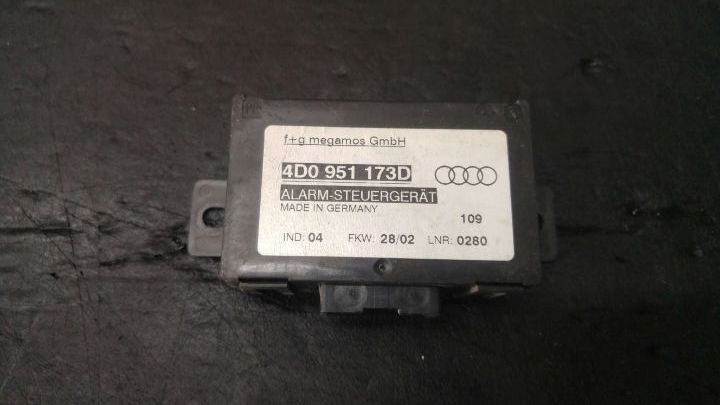 f+g megamos GmbH
4D0 951 173D
ALARM-STEUERGERÄT
MADE IN GERMANY
109
IND: 04 FKW: 28/02 LNR: 0280